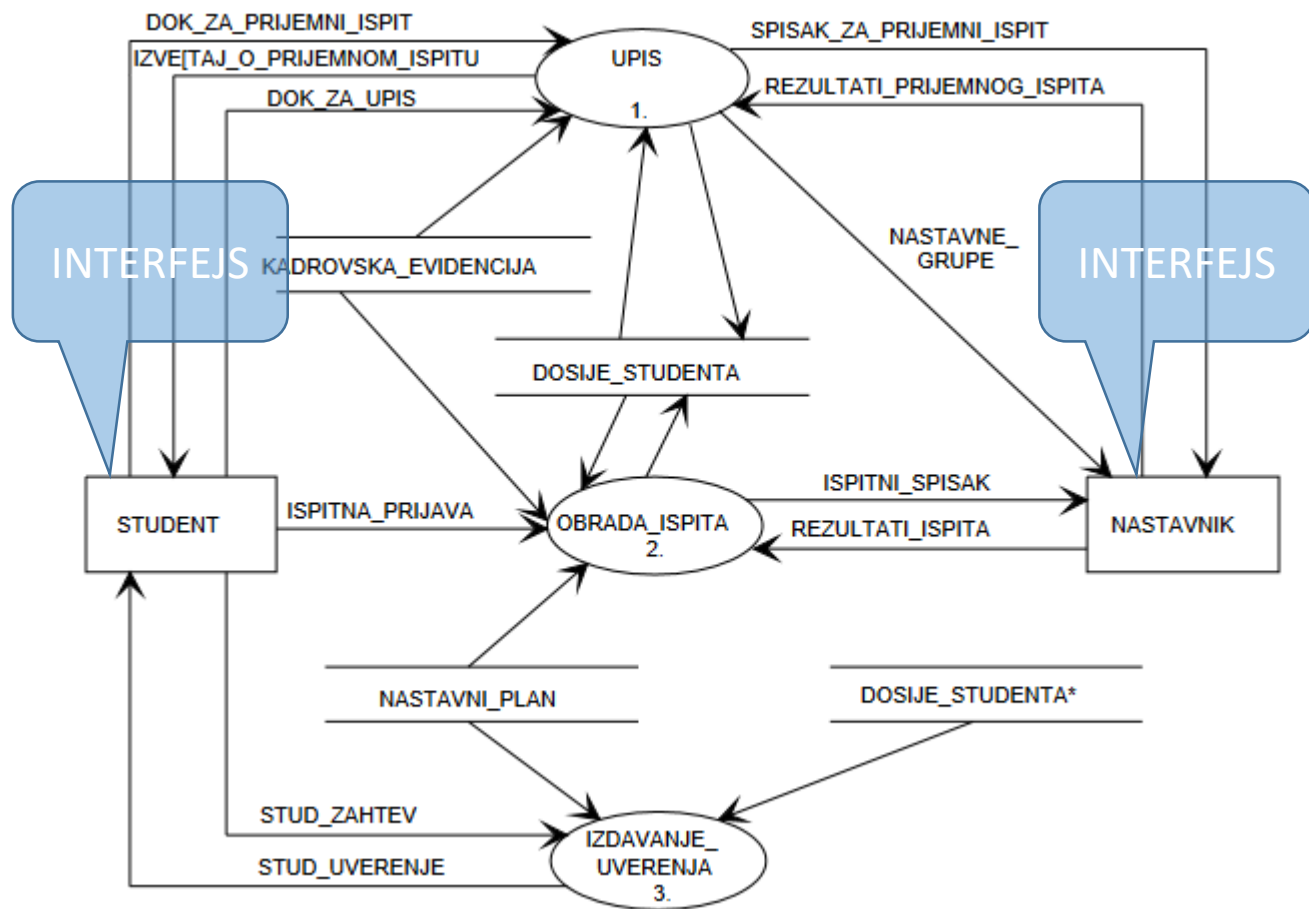 DOK_ZA_PRIJEMNI_ISPIT
IZVE[TAJ_O_PRIJEMNOM_ISPITU
DOK_ZA_UPIS
UPIS
1.
SPISAK_ZA_PRIJEMNI_ISPIT
REZULTATI_PRIJEMNOG_ISPITA
INTERFEJS
KADROVSKA_EVIDENCIJA
NASTAVNE_
GRUPE
INTERFEJS
DOSIJE_STUDENTA
STUDENT
ISPITNA_PRIJAVA
OBRADA_ISPITA
2.
ISPITNI_SPISAK
REZULTATI_ISPITA
NASTAVNIK
NASTAVNI_PLAN
DOSIJE_STUDENTA*
STUD_ZAHTEV
STUD_UVERENJE
IZDAVANJE_
UVERENJA
3.